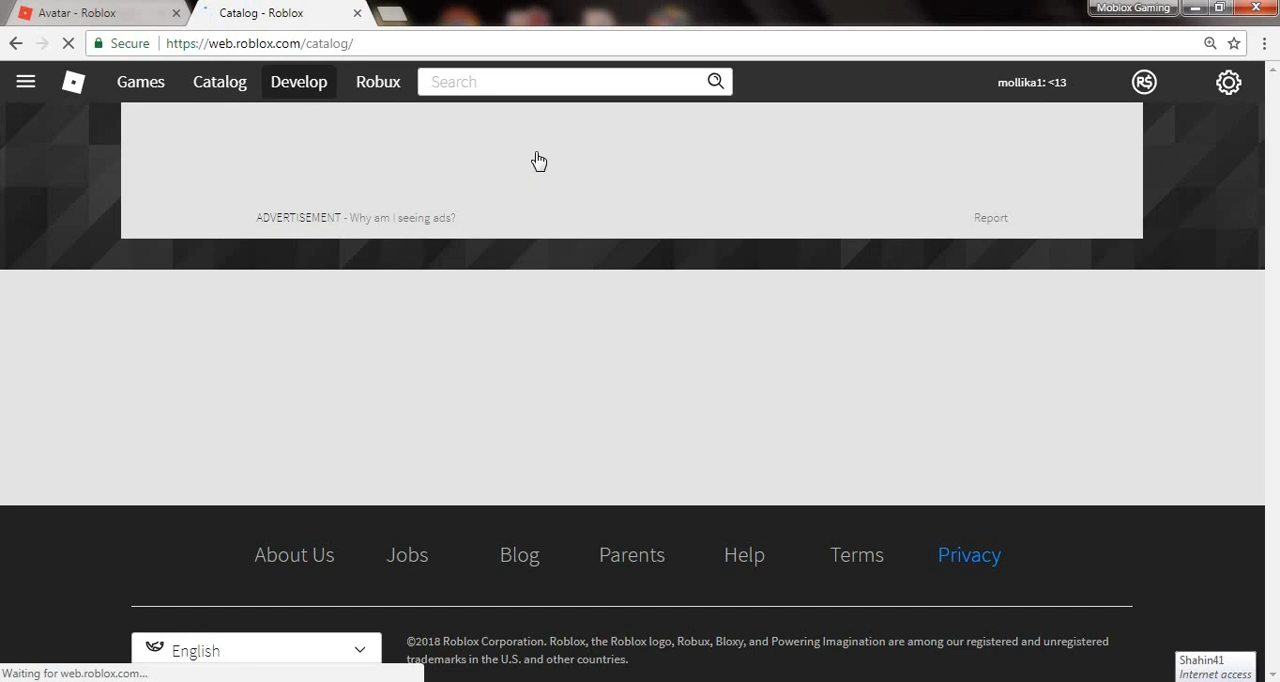 Avatar - Roblox
Catalog - Roblox
Moblox Gaming
Secure
https://web.roblox.com/catalog/
Games
Catalog
Develop
Robux
Search
mollika1: <13
R$
ADVERTISEMENT - Why am I seeing ads?
Report
About Us
Jobs
Blog
Parents
Help
Terms
Privacy
English
©2018 Roblox Corporation. Roblox, the Roblox logo, Robux, Bloxy, and Powering Imagination are among our registered and unregistered
trademarks in the U.S. and other countries.
Waiting for web.roblox.com...
Shahin41
Internet access